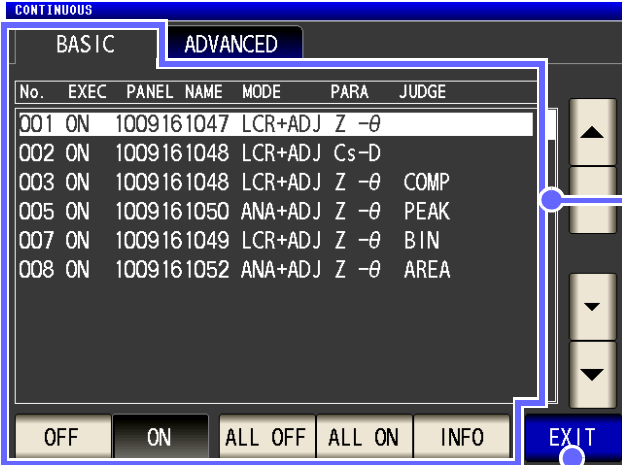 CONTINUOUS
BASIC ADVANCED
No. EXEC PANEL NAME MODE PARA JUDGE
001 ON 1009161047 LCR+ADJ Z -θ
002 ON 1009161048 LCR+ADJ Cs-D
003 ON 1009161048 LCR+ADJ Z -θ COMP
005 ON 1009161050 ANA+ADJ Z -θ PEAK
007 ON 1009161049 LCR+ADJ Z -θ BIN
008 ON 1009161052 ANA+ADJ Z -θ AREA
OFF ON ALL OFF ALL ON INFO EXIT